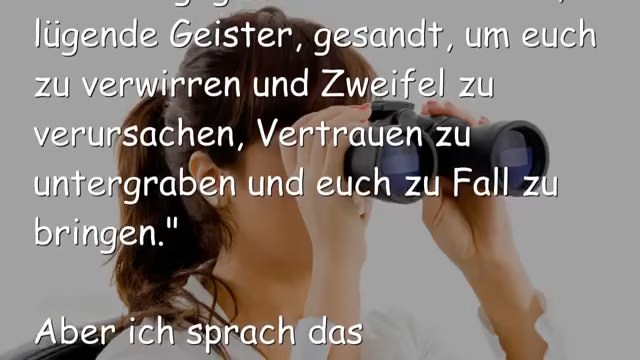 lügende Geister, gesandt, um euch
zu verwirren und Zweifel zu
verursachen, Vertrauen zu
untergraben und euch zu Fall zu
bringen."
Aber ich sprach das